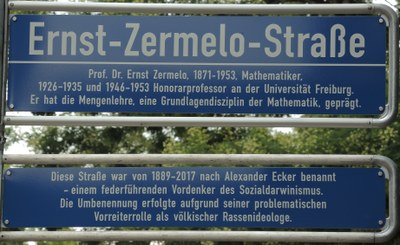 Ernst-Zermelo-Straße
Prof. Dr. Ernst Zermelo, 1871-1953, Mathematiker,
1926-1935 und 1946-1953 Honorarprofessor an der Universität Freiburg.
Er hat die Mengenlehre, eine Grundlagendisziplin der Mathematik, geprägt.
Diese Straße war von 1889-2017 nach Alexander Ecker benannt
- einem federführenden Vordenker des Sozialdarwinismus.
Die Umbenennung erfolgte aufgrund seiner problematischen
Vorreiterrolle als völkischer Rassenideologe.